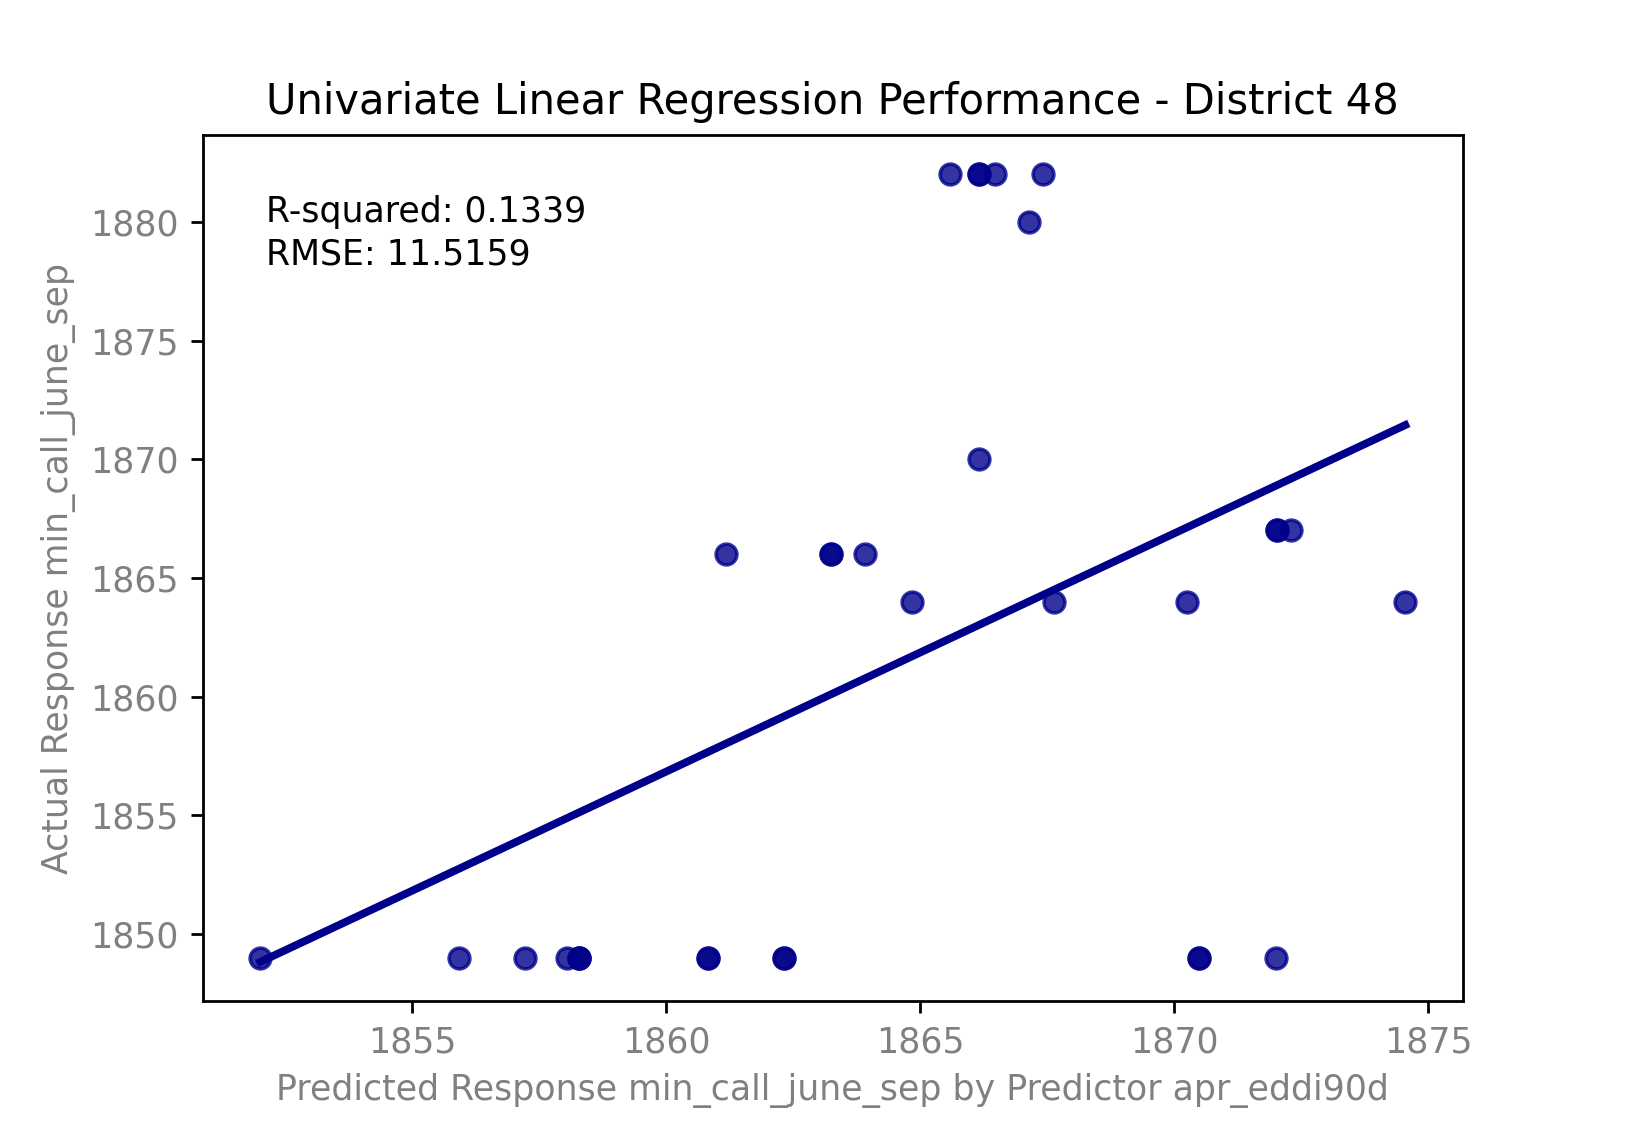 Univariate Linear Regression Performance - District 48
R-squared: 0.1339
RMSE: 11.5159
Actual Response min_call_june_sep
1880
1875
1870
1865
1860
1855
1850
1855 1860 1865 1870 1875
Predicted Response min_call_june_sep by Predictor apr_eddi90d